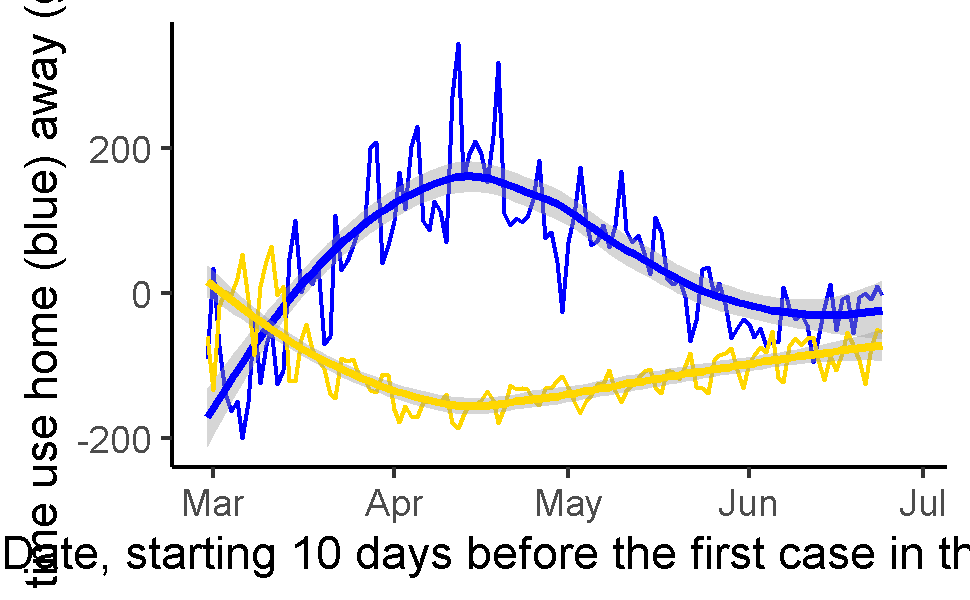 time use home (blue) away (
200
0
-200
Mar Apr May Jun Jul
Date, starting 10 days before the first case in th